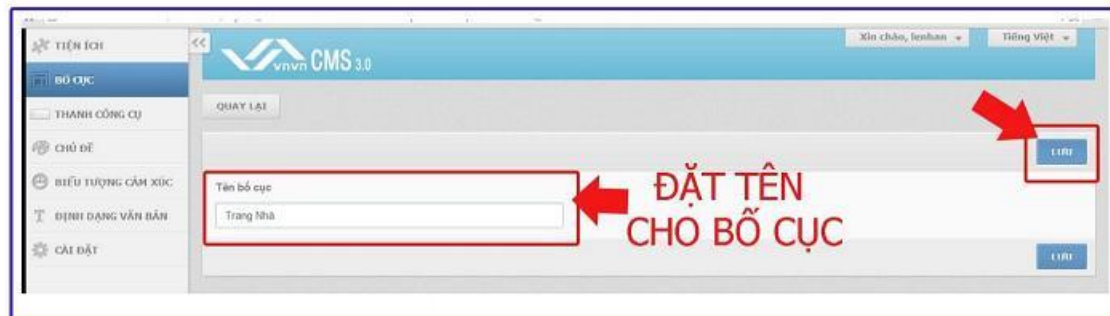 TIỆN ÍCH
BỐ CỤC
THANH CÔNG CỤ
CHỦ ĐỀ
BIỂU TƯỢNG CẢM XÚC
ĐỊNH DẠNG VĂN BẢN
CÀI ĐẶT
<<
vnvn CMS 3.0
Xin chào, lenhan
Tiếng Việt
QUAY LẠI
LƯU
Tên bố cục
Trang Nhà
ĐẶT TÊN
CHO BỐ CỤC
LƯU